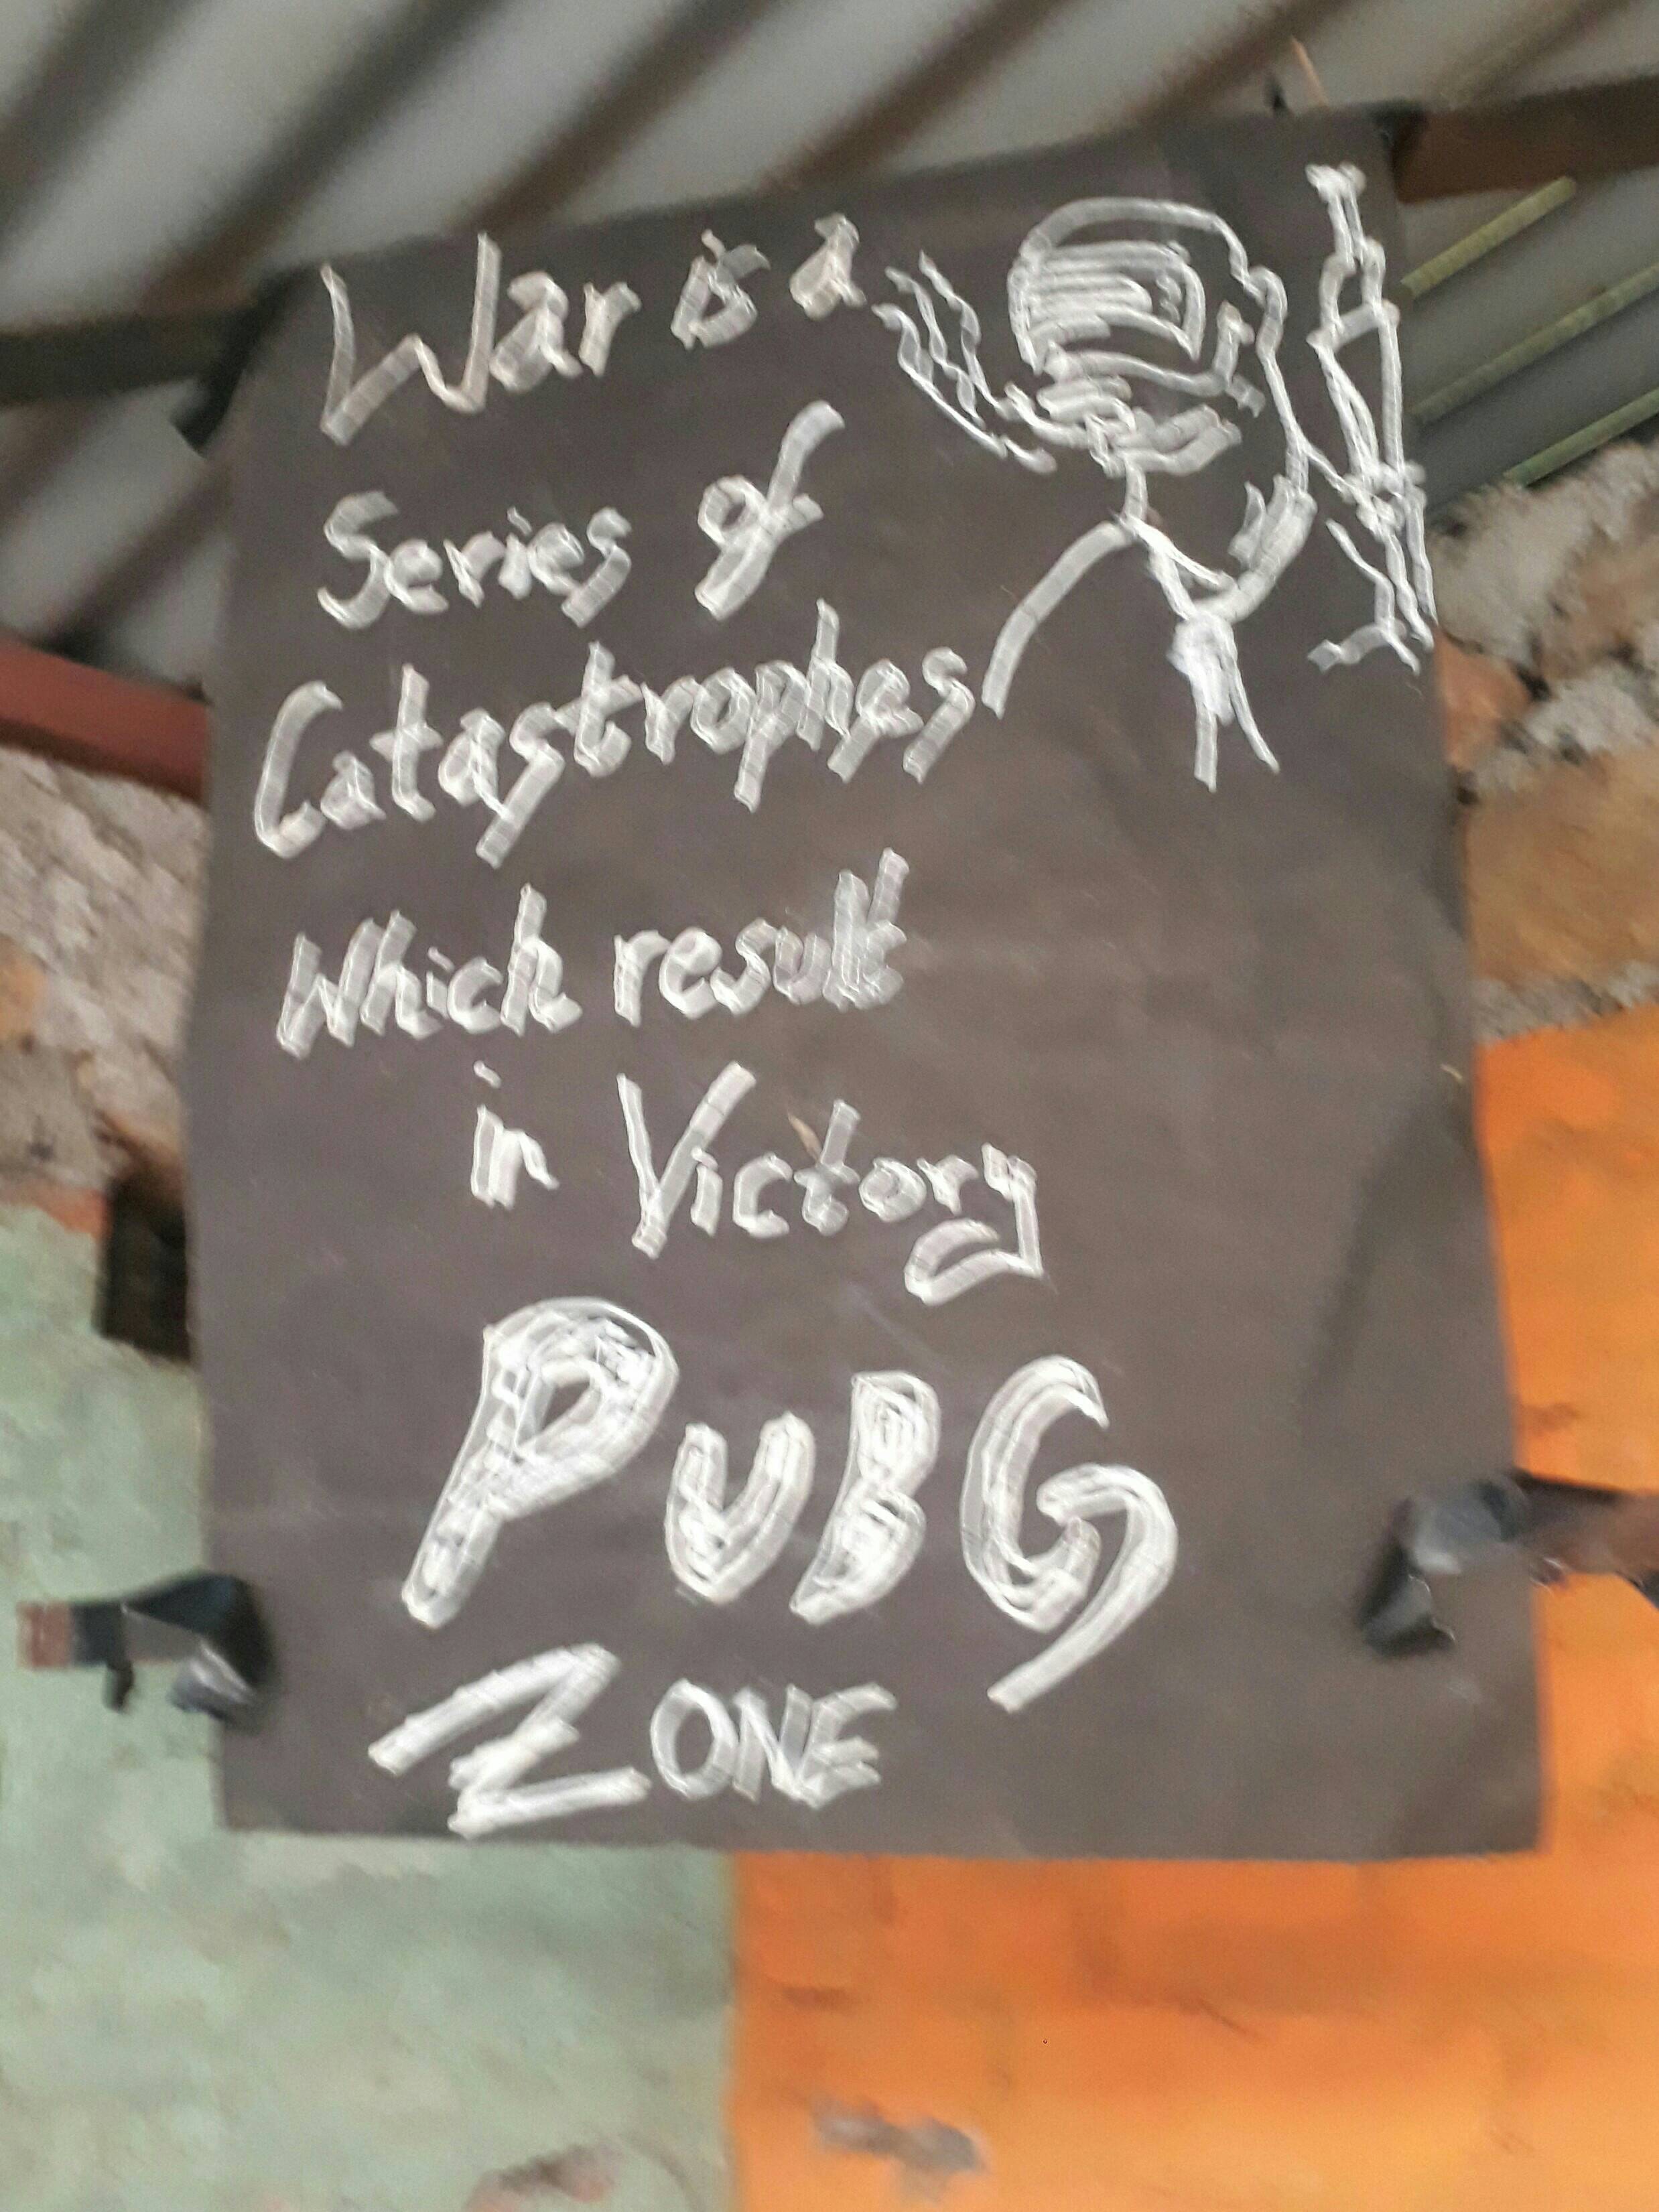 War is a
Series of
Catastrophes
Which result
in Victory
PUBG
ZONE